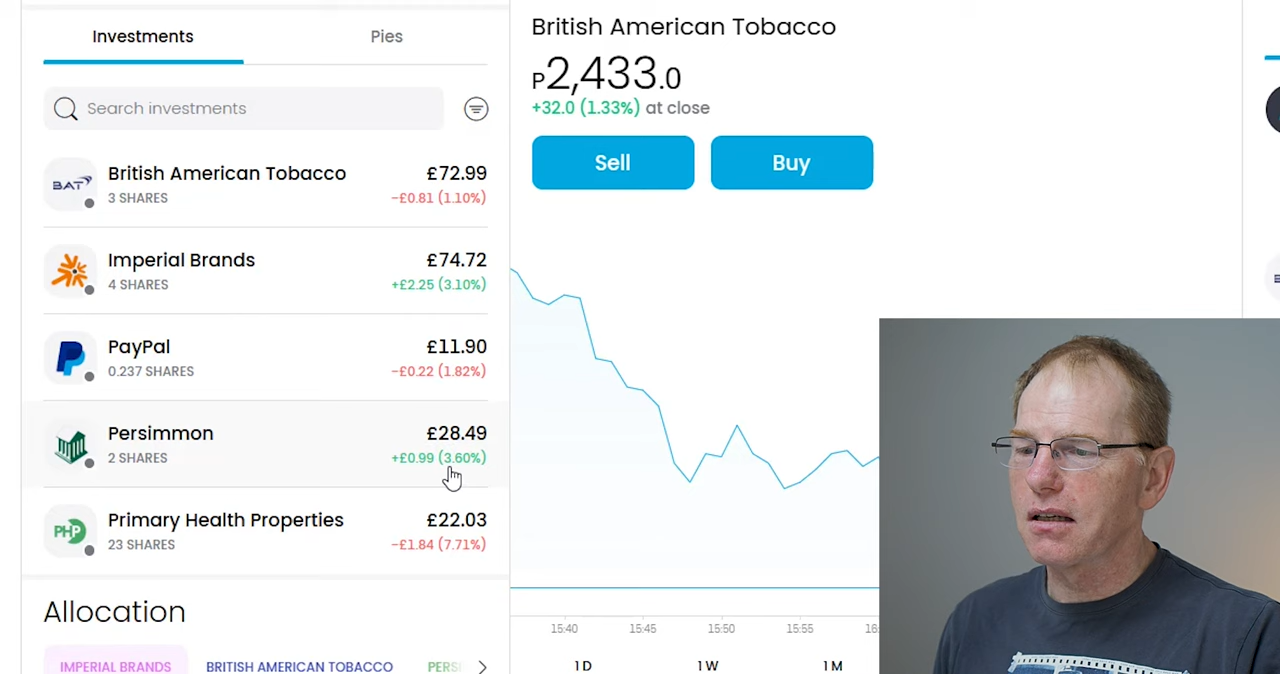 Investments
Pies
Search investments
BAT
British American Tobacco
£72.99
3 SHARES
−£0.81 (1.10%)
Imperial Brands
£74.72
4 SHARES
+£2.25 (3.10%)
PayPal
£11.90
0.237 SHARES
−£0.22 (1.82%)
Persimmon
£28.49
2 SHARES
+£0.99 (3.60%)
PHP
Primary Health Properties
£22.03
23 SHARES
−£1.84 (7.71%)
Allocation
IMPERIAL BRANDS
BRITISH AMERICAN TOBACCO
British American Tobacco
P2,433.0
+32.0 (1.33%) at close
Sell
Buy
15:40
15:45
15:50
15:55
1D
1W
1M